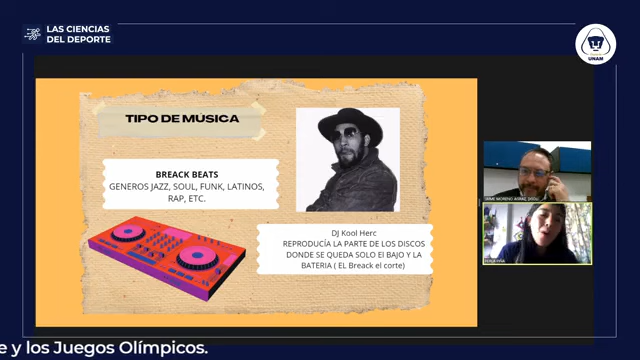 LAS CIENCIAS
DEL DEPORTE
UNAM
TIPO DE MÚSICA
BREACK BEATS
GENEROS JAZZ, SOUL, FUNK, LATINOS,
RAP, ETC.
DJ Kool Herc
REPRODUCÍA LA PARTE DE LOS DISCOS
DONDE SE QUEDA SOLO El BAJO Y LA
BATERIA ( EL Breack el corte)
e y los Juegos Olímpicos.